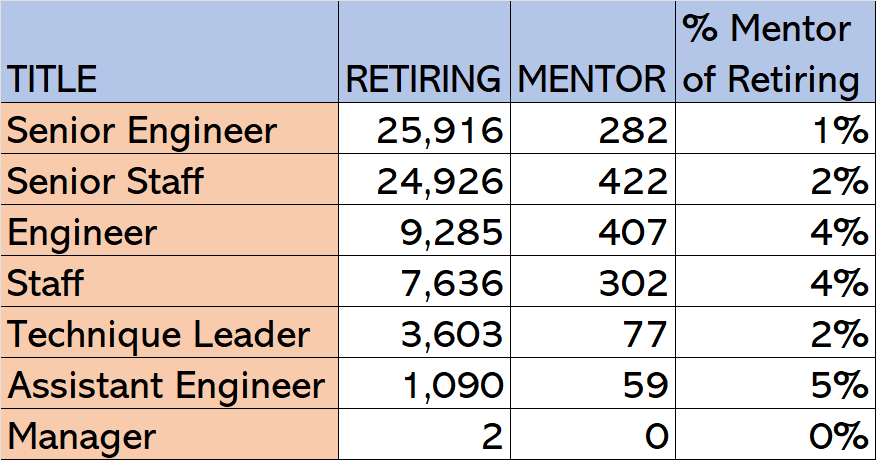 TITLE RETIRING MENTOR % Mentor of Retiring
Senior Engineer 25,916 282 1%
Senior Staff 24,926 422 2%
Engineer 9,285 407 4%
Staff 7,636 302 4%
Technique Leader 3,603 77 2%
Assistant Engineer 1,090 59 5%
Manager 2 0 0%